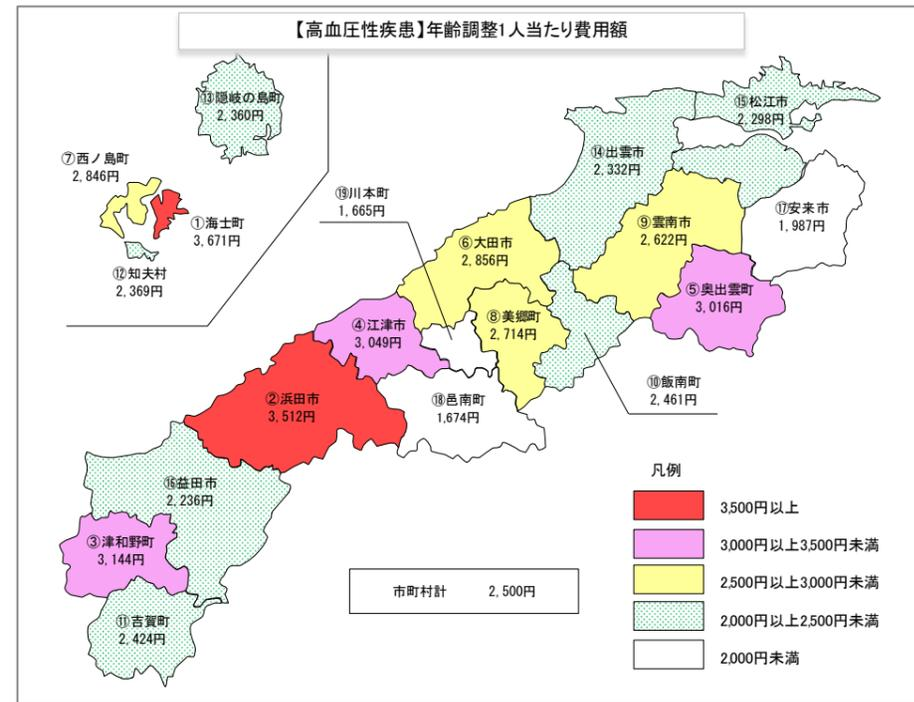 【高血圧性疾患】年齢調整1人当たり費用額
⑬隠岐の島町
2,360円
⑦西ノ島町
2,846円
①海士町
3,671円
⑫知夫村
2,369円
⑮松江市
2,298円
⑭出雲市
2,332円
⑲川本町
1,665円
⑰安来市
1,987円
⑨雲南市
2,622円
⑥大田市
2,856円
⑤奥出雲町
3,016円
⑧美郷町
2,714円
④江津市
3,049円
⑩飯南町
2,461円
②浜田市
3,512円
⑱邑南町
1,674円
⑯益田市
2,236円
③津和野町
3,144円
⑪吉賀町
2,424円
市町村計 2,500円
凡例
3,500円以上
3,000円以上3,500円未満
2,500円以上3,000円未満
2,000円以上2,500円未満
2,000円未満